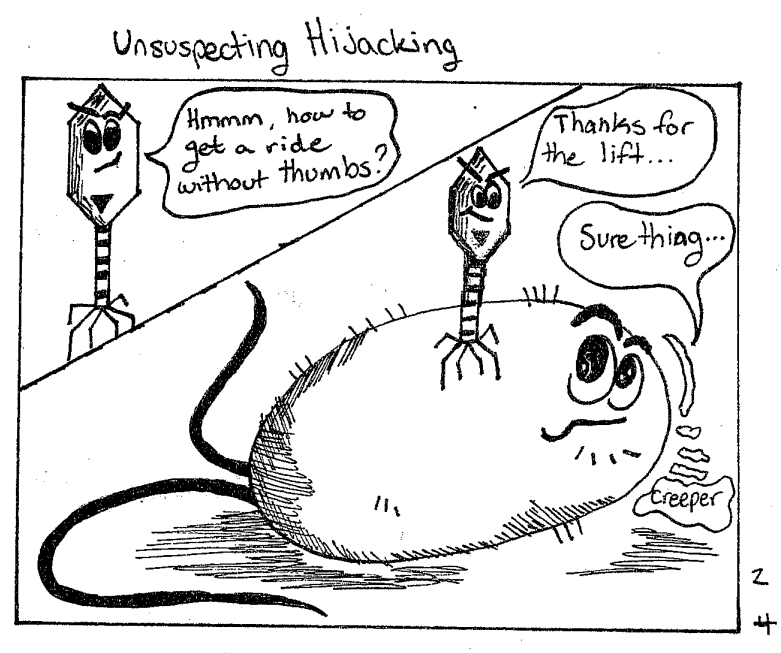 Unsuspecting Hijacking
Hmmm, how to
get a ride
without thumbs?
Thanks for
the lift...
Sure thing...
Creeper
2
4